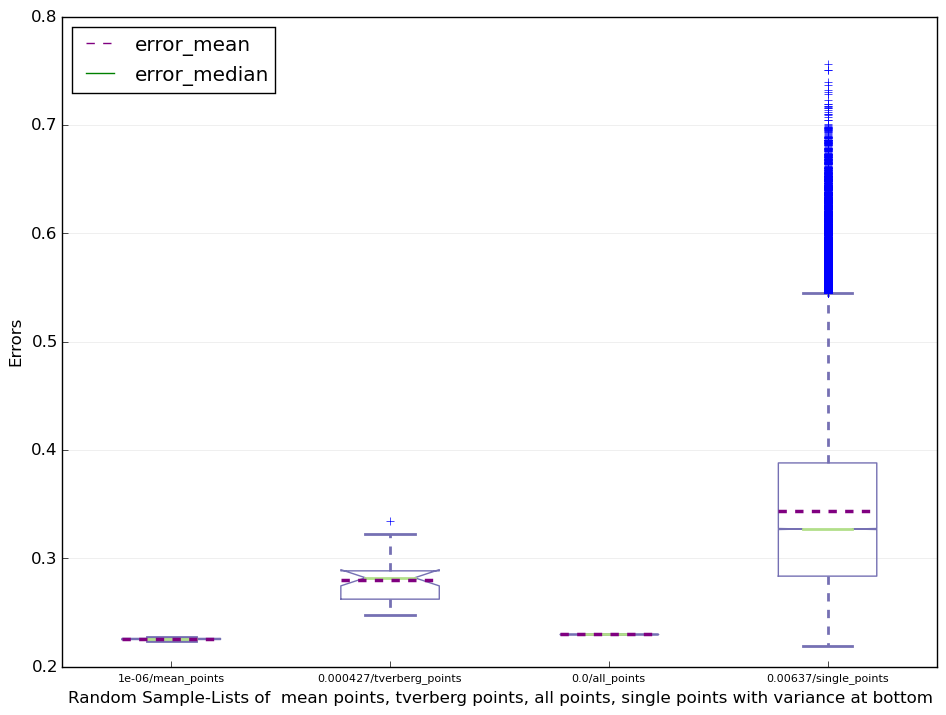 error_mean
error_median
0.8
0.7
0.6
0.5
0.4
0.3
0.2
Errors
1e-06/mean_points
0.000427/tverberg_points
0.0/all_points
0.00637/single_points
Random Sample-Lists of  mean points, tverberg points, all points, single points with variance at bottom